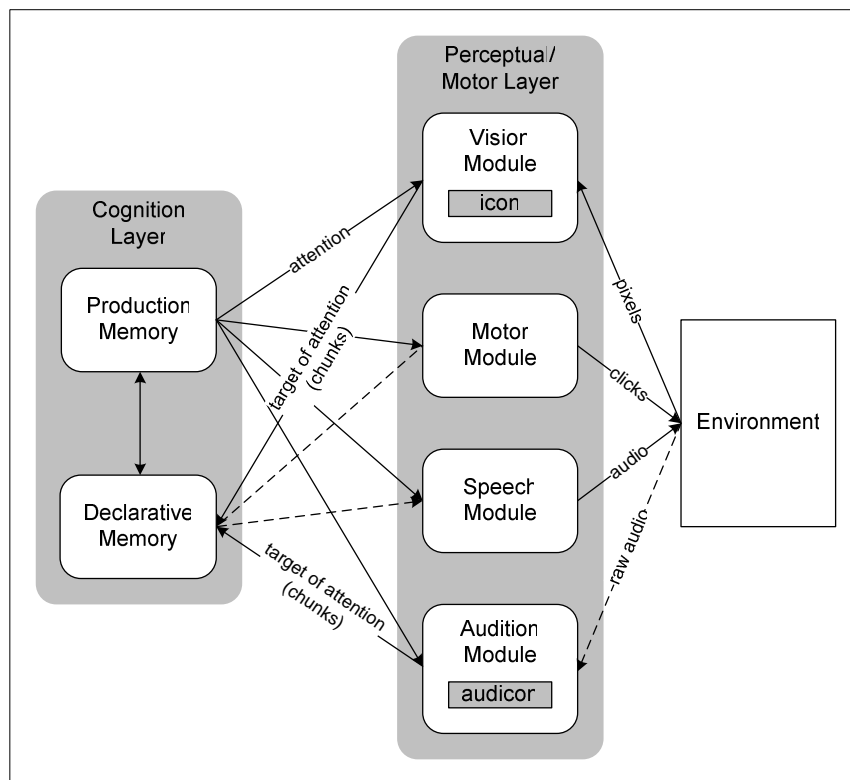 Perceptual/
Motor Layer
Vision
Module
icon
Cognition
Layer
attention
Production
Memory
target of attention
(chunks)
Motor
Module
pixels
clicks
Environment
audio
Speech
Module
Declarative
Memory
raw audio
target of attention
(chunks)
Audition
Module
audicon